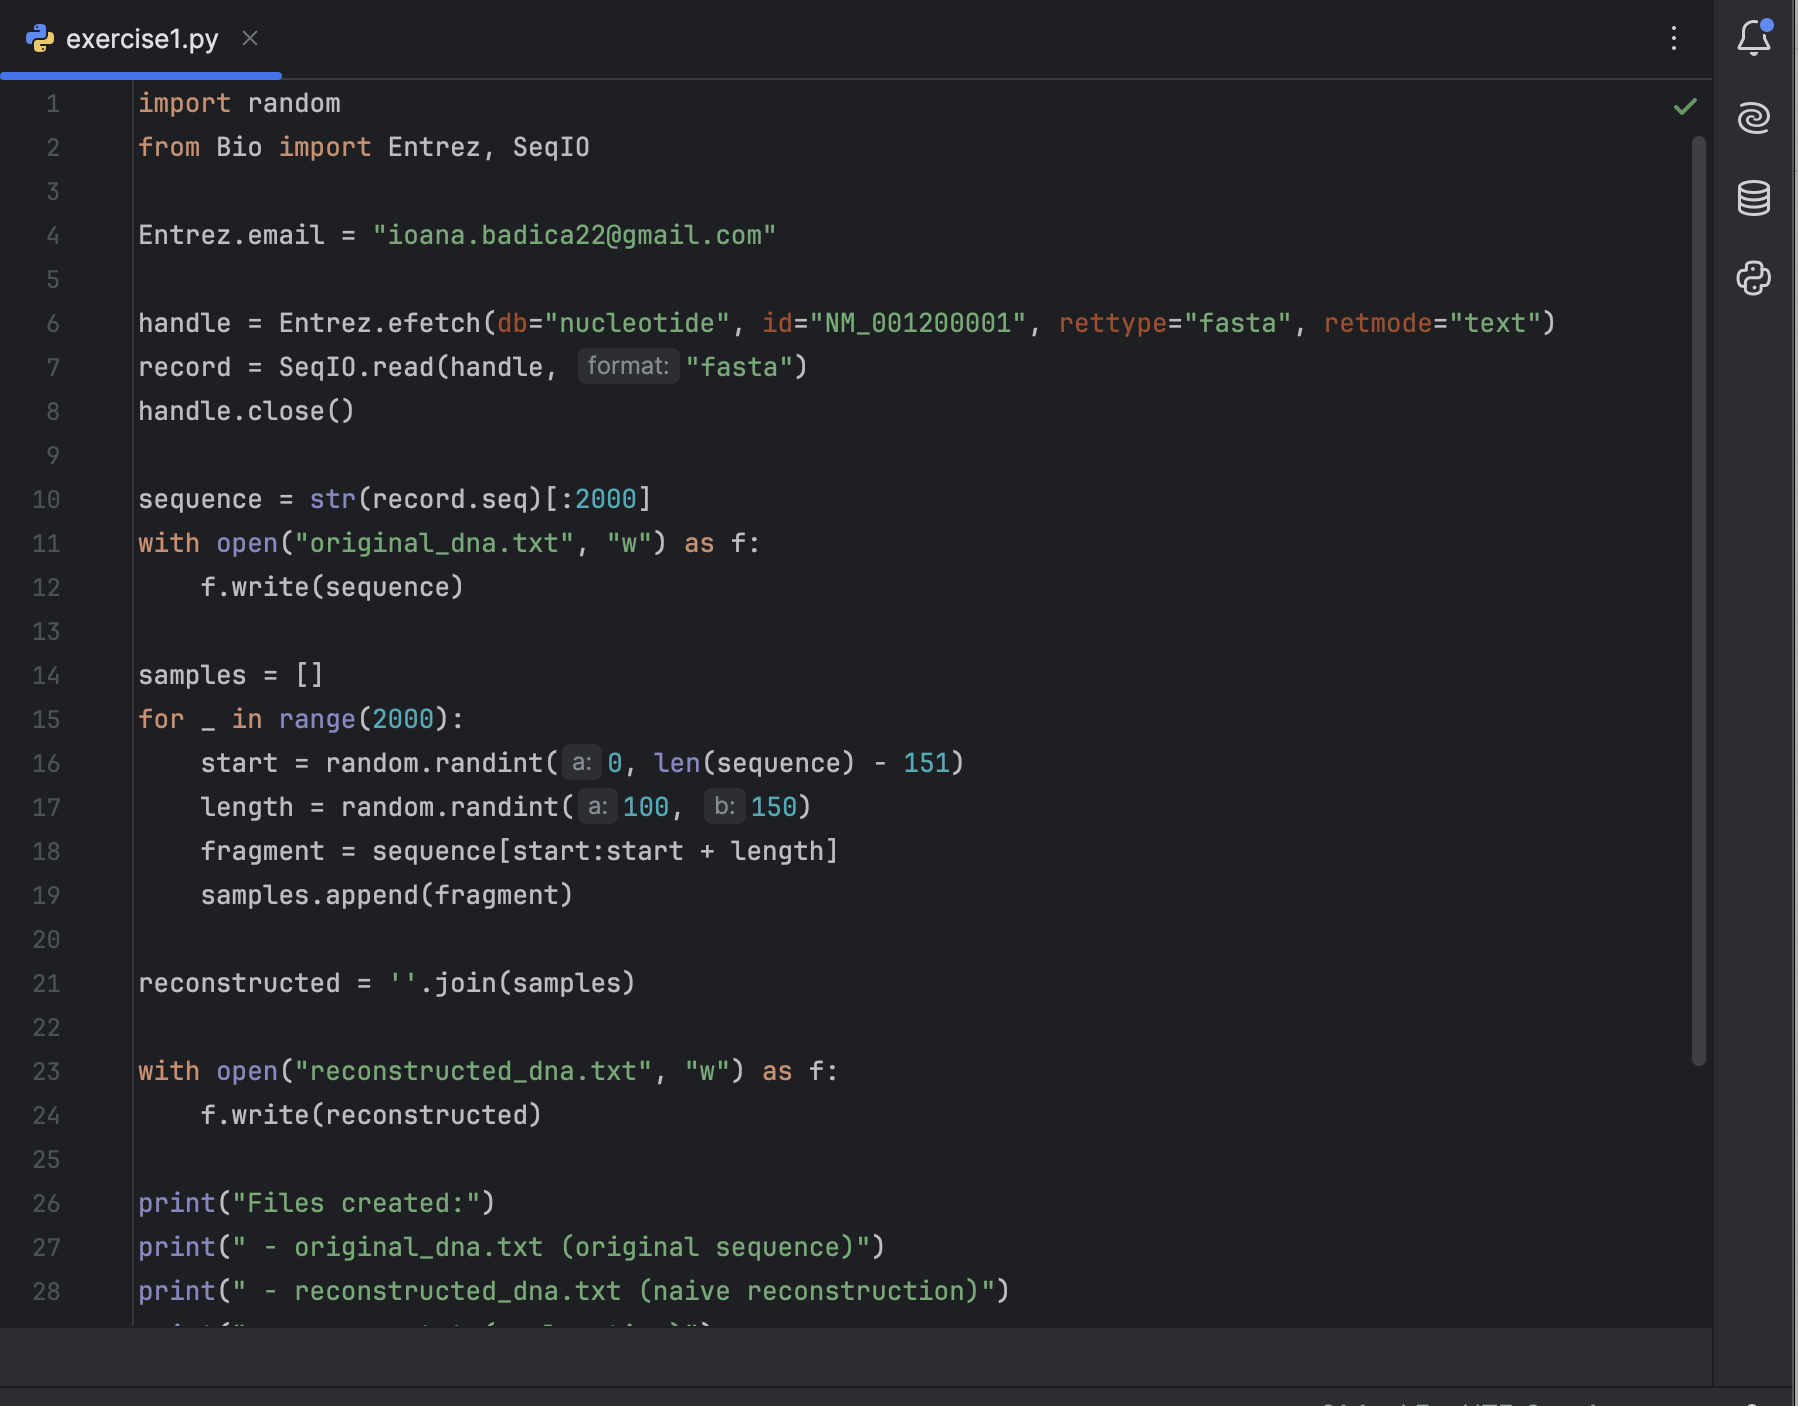 exercise1.py
1 import random
2 from Bio import Entrez, SeqIO
3
4 Entrez.email = "ioana.badica22@gmail.com"
5
6 handle = Entrez.efetch(db="nucleotide", id="NM_001200001", rettype="fasta", retmode="text")
7 record = SeqIO.read(handle, format: "fasta")
8 handle.close()
9
10 sequence = str(record.seq)[:2000]
11 with open("original_dna.txt", "w") as f:
12     f.write(sequence)
13
14 samples = []
15 for _ in range(2000):
16     start = random.randint( a: 0, len(sequence) - 151)
17     length = random.randint( a: 100, b: 150)
18     fragment = sequence[start:start + length]
19     samples.append(fragment)
20
21 reconstructed = ''.join(samples)
22
23 with open("reconstructed_dna.txt", "w") as f:
24     f.write(reconstructed)
25
26 print("Files created:")
27 print(" - original_dna.txt (original sequence)")
28 print(" - reconstructed_dna.txt (naive reconstruction)")